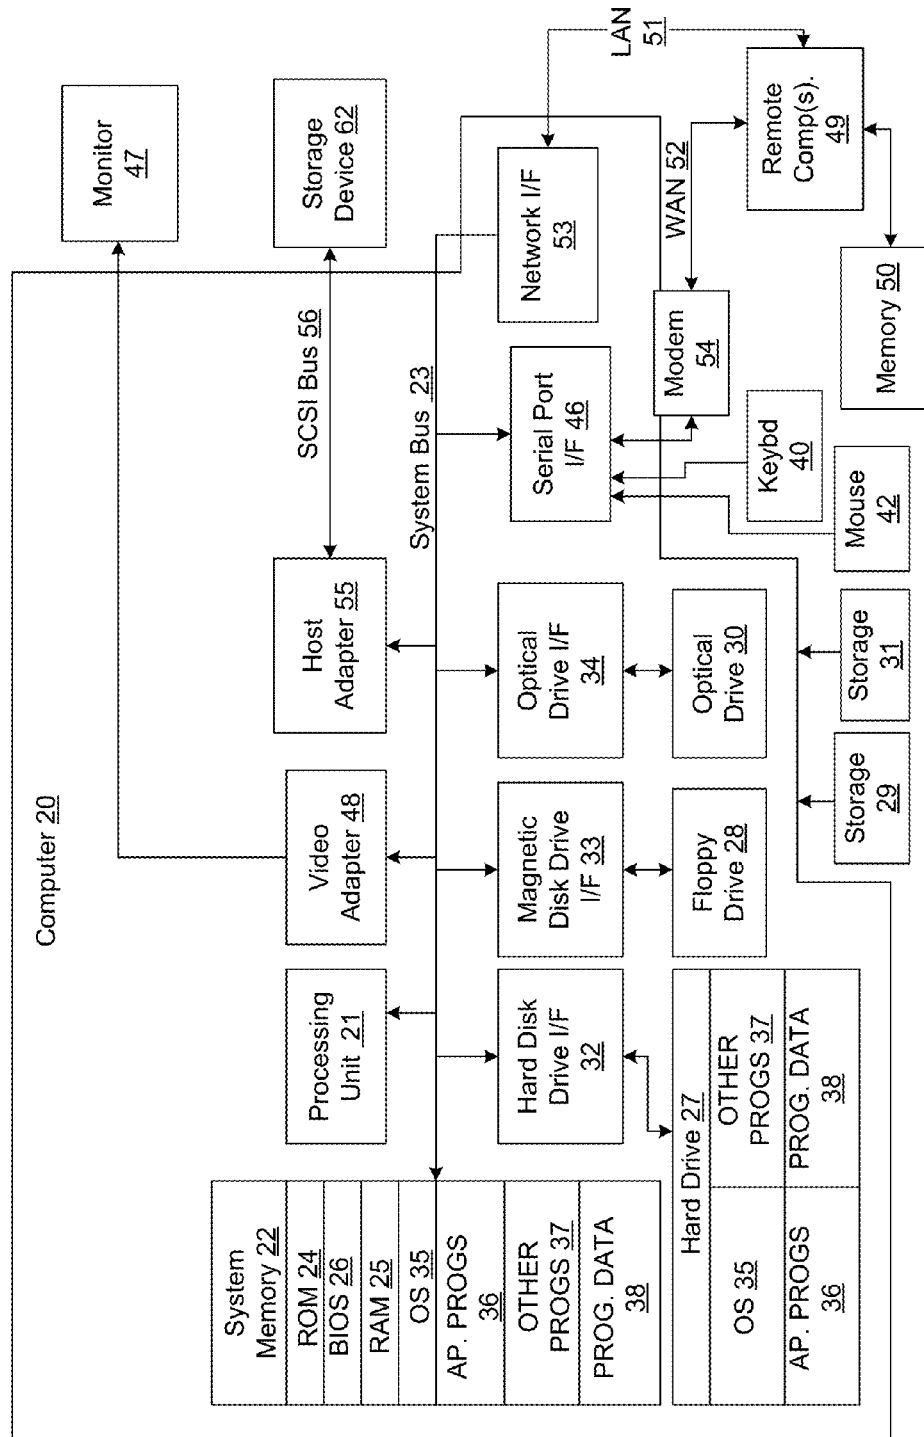 Computer 20
Monitor
47
System
Memory 22
ROM 24
BIOS 26
RAM 25
OS 35
AP. PROGS
36
OTHER
PROGS 37
PROG. DATA
38
Processing
Unit 21
Video
Adapter 48
Host
Adapter 55
SCSI Bus 56
Storage
Device 62
System Bus 23
Hard Disk
Drive I/F
32
Magnetic
Disk Drive
I/F 33
Optical
Drive I/F
34
Serial Port
I/F 46
Network I/F
53
LAN
51
Hard Drive 27
OS 35
OTHER
PROGS 37
AP. PROGS
36
PROG. DATA
38
Floppy
Drive 28
Optical
Drive 30
Modem
54
WAN 52
Remote
Comp(s).
49
Storage
29
Storage
31
Mouse
42
Keybd
40
Memory 50